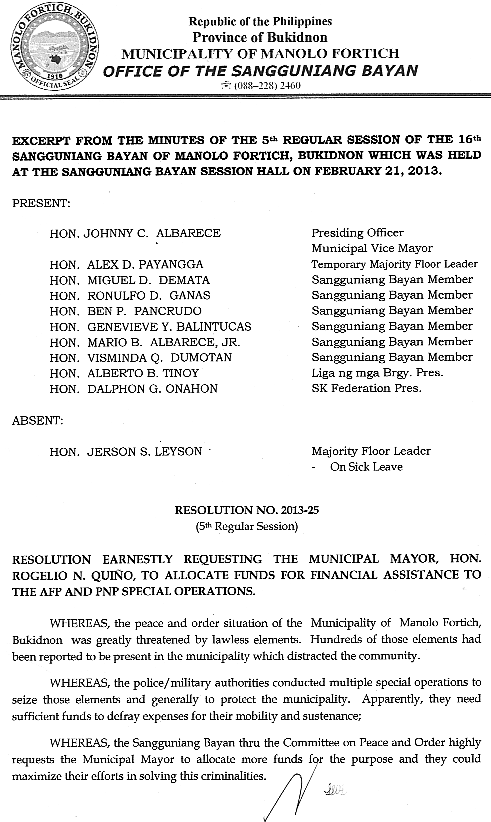 Republic of the Philippines
Province of Bukidnon
MUNICIPALITY OF MANOLO FORTICH
OFFICE OF THE SANGGUNIANG BAYAN
☏ (088–228) 2460
MANOLO FORTICH, BUKIDNON
OFFICIAL SEAL
EXCERPT FROM THE MINUTES OF THE 5th REGULAR SESSION OF THE 16th
SANGGUNIANG BAYAN OF MANOLO FORTICH, BUKIDNON WHICH WAS HELD
AT THE SANGGUNIANG BAYAN SESSION HALL ON FEBRUARY 21, 2013.
PRESENT:
HON. JOHNNY C. ALBARECE Presiding Officer
Municipal Vice Mayor
HON. ALEX D. PAYANGGA Temporary Majority Floor Leader
HON. MIGUEL D. DEMATA Sangguniang Bayan Member
HON. RONULFO D. GANAS Sangguniang Bayan Member
HON. BEN P. PANCRUDO Sangguniang Bayan Member
HON. GENEVIEVE Y. BALINTUCAS Sangguniang Bayan Member
HON. MARIO B. ALBARECE, JR. Sangguniang Bayan Member
HON. VISMINDA Q. DUMOTAN Sangguniang Bayan Member
HON. ALBERTO B. TINOY Liga ng mga Brgy. Pres.
HON. DALPHON G. ONAHON SK Federation Pres.
ABSENT:
HON. JERSON S. LEYSON Majority Floor Leader
- On Sick Leave
RESOLUTION NO. 2013-25
(5th Regular Session)
RESOLUTION EARNESTLY REQUESTING THE MUNICIPAL MAYOR, HON.
ROGELIO N. QUIÑO, TO ALLOCATE FUNDS FOR FINANCIAL ASSISTANCE TO
THE AFP AND PNP SPECIAL OPERATIONS.
WHEREAS, the peace and order situation of the Municipality of Manolo Fortich,
Bukidnon was greatly threatened by lawless elements. Hundreds of those elements had
been reported to be present in the municipality which distracted the community.
WHEREAS, the police/military authorities conducted multiple special operations to
seize those elements and generally to protect the municipality. Apparently, they need
sufficient funds to defray expenses for their mobility and sustenance;
WHEREAS, the Sangguniang Bayan thru the Committee on Peace and Order highly
requests the Municipal Mayor to allocate more funds for the purpose and they could
maximize their efforts in solving this criminalities.